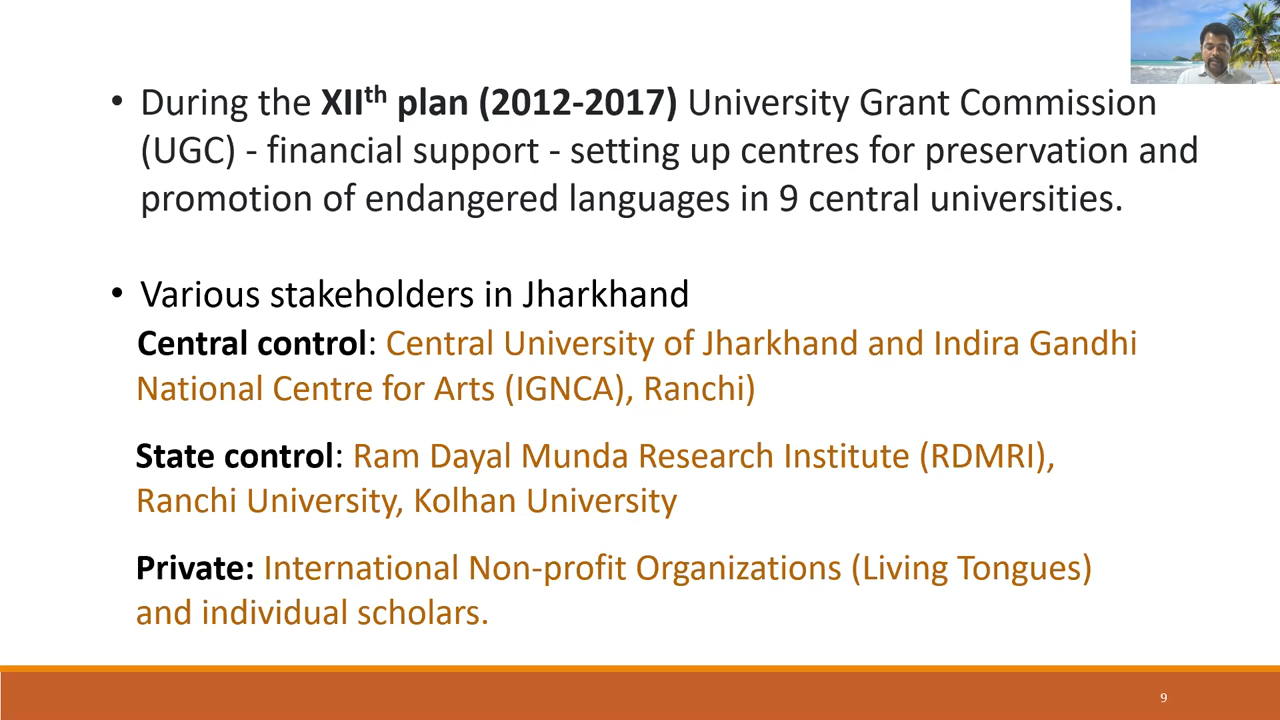 • During the XIIth plan (2012-2017) University Grant Commission
(UGC) - financial support - setting up centres for preservation and
promotion of endangered languages in 9 central universities.
• Various stakeholders in Jharkhand
Central control: Central University of Jharkhand and Indira Gandhi
National Centre for Arts (IGNCA), Ranchi)
State control: Ram Dayal Munda Research Institute (RDMRI),
Ranchi University, Kolhan University
Private: International Non-profit Organizations (Living Tongues)
and individual scholars.
9